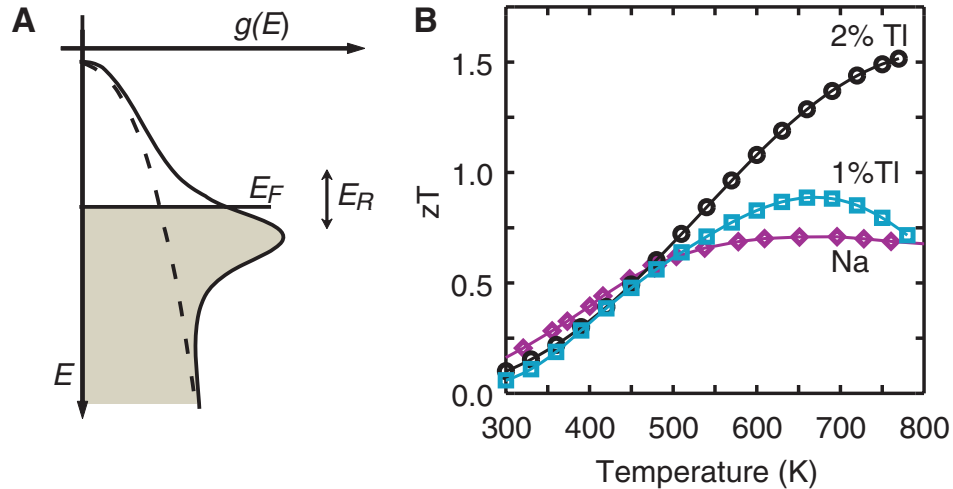 A
g(E)
E_F
E_R
E
B
zT
1.5
1.0
0.5
0.0
2% Tl
1%Tl
Na
300 400 500 600 700 800
Temperature (K)